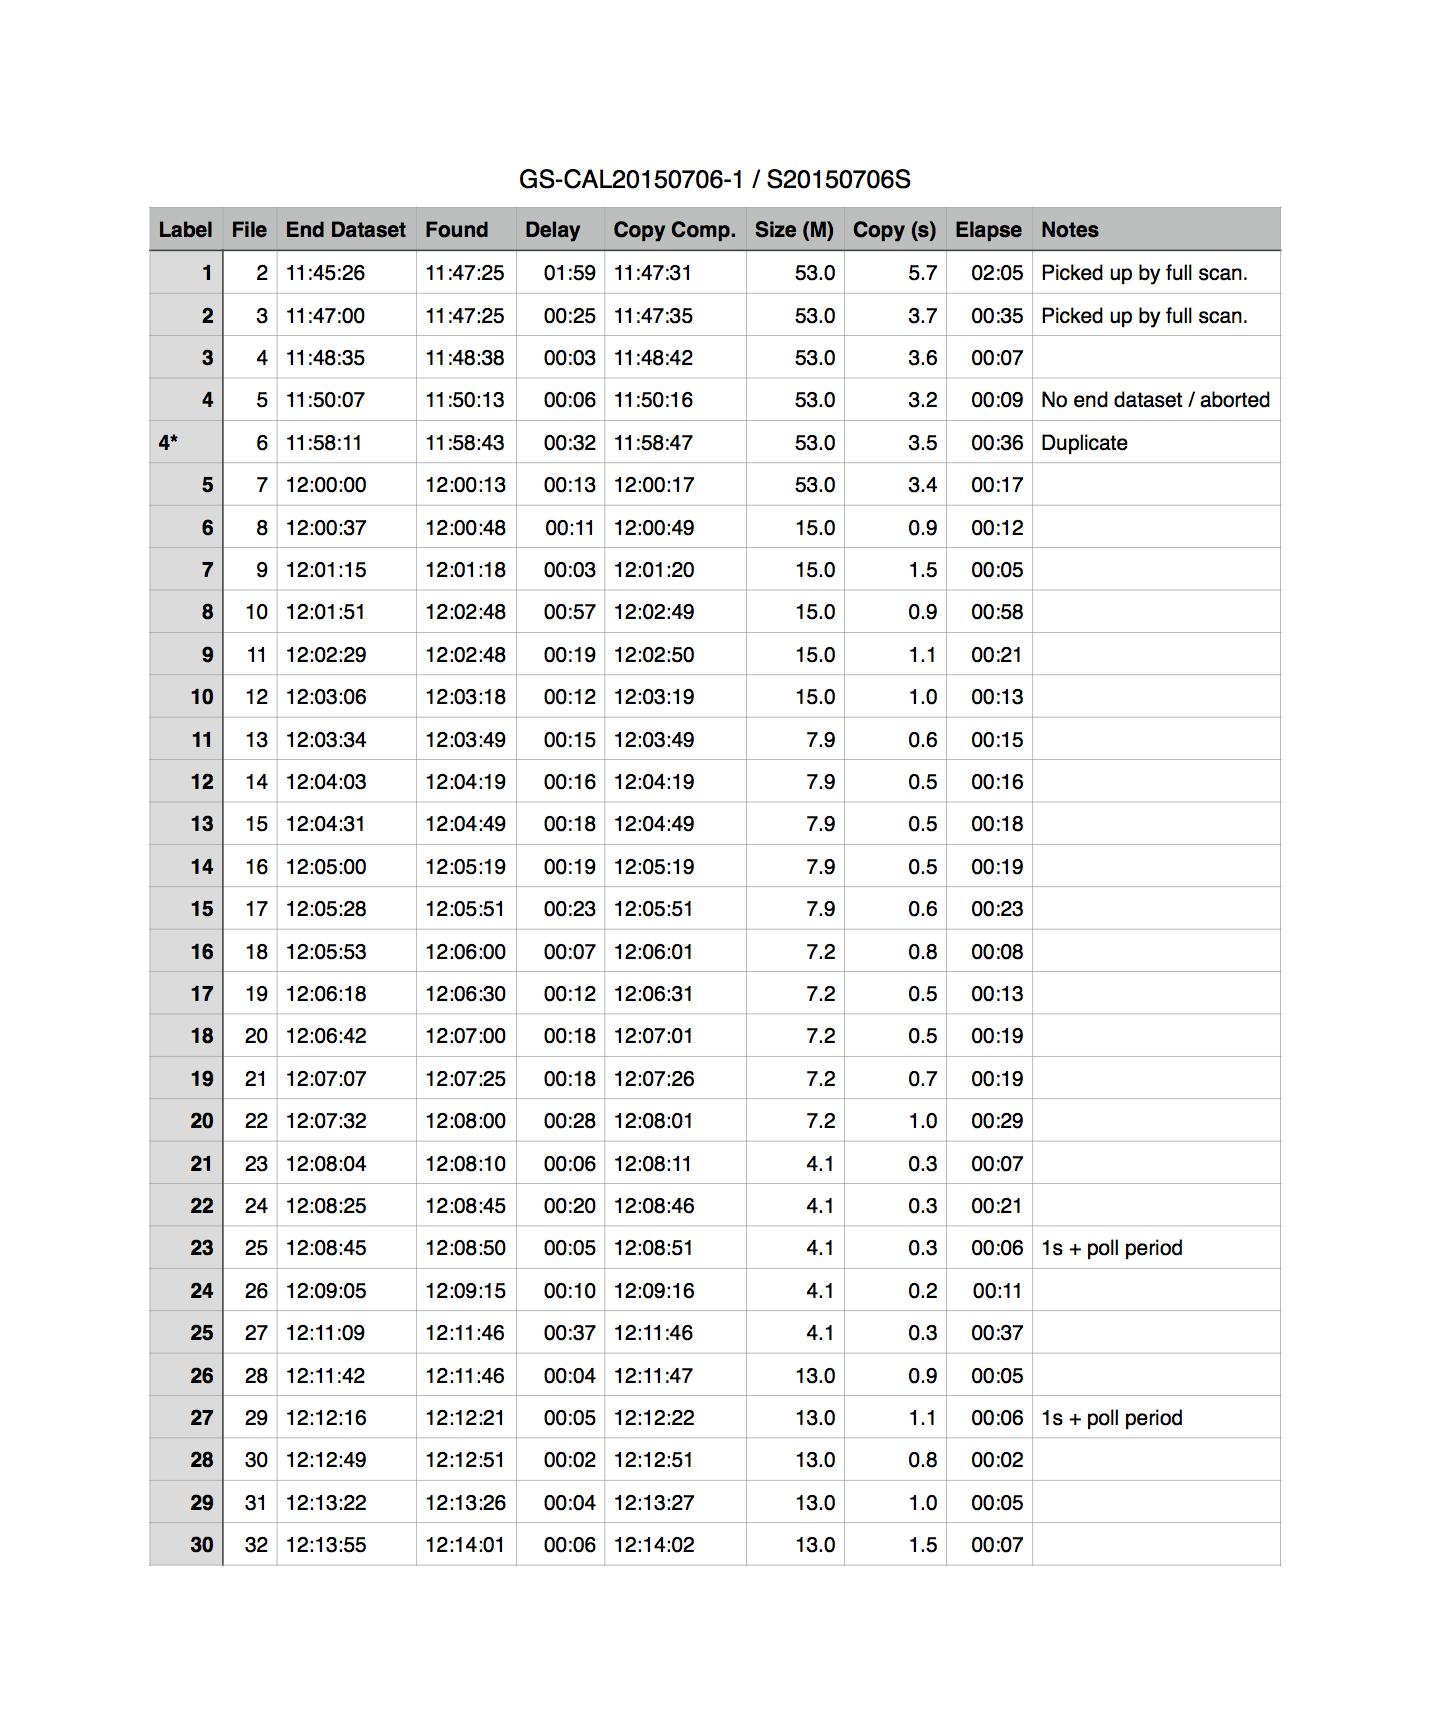 GS-CAL20150706-1 / S20150706S
Label File End Dataset Found Delay Copy Comp. Size (M) Copy (s) Elapse Notes
1 2 11:45:26 11:47:25 01:59 11:47:31 53.0 5.7 02:05 Picked up by full scan.
2 3 11:47:00 11:47:25 00:25 11:47:35 53.0 3.7 00:35 Picked up by full scan.
3 4 11:48:35 11:48:38 00:03 11:48:42 53.0 3.6 00:07
4 5 11:50:07 11:50:13 00:06 11:50:16 53.0 3.2 00:09 No end dataset / aborted
4* 6 11:58:11 11:58:43 00:32 11:58:47 53.0 3.5 00:36 Duplicate
5 7 12:00:00 12:00:13 00:13 12:00:17 53.0 3.4 00:17
6 8 12:00:37 12:00:48 00:11 12:00:49 15.0 0.9 00:12
7 9 12:01:15 12:01:18 00:03 12:01:20 15.0 1.5 00:05
8 10 12:01:51 12:02:48 00:57 12:02:49 15.0 0.9 00:58
9 11 12:02:29 12:02:48 00:19 12:02:50 15.0 1.1 00:21
10 12 12:03:06 12:03:18 00:12 12:03:19 15.0 1.0 00:13
11 13 12:03:34 12:03:49 00:15 12:03:49 7.9 0.6 00:15
12 14 12:04:03 12:04:19 00:16 12:04:19 7.9 0.5 00:16
13 15 12:04:31 12:04:49 00:18 12:04:49 7.9 0.5 00:18
14 16 12:05:00 12:05:19 00:19 12:05:19 7.9 0.5 00:19
15 17 12:05:28 12:05:51 00:23 12:05:51 7.9 0.6 00:23
16 18 12:05:53 12:06:00 00:07 12:06:01 7.2 0.8 00:08
17 19 12:06:18 12:06:30 00:12 12:06:31 7.2 0.5 00:13
18 20 12:06:42 12:07:00 00:18 12:07:01 7.2 0.5 00:19
19 21 12:07:07 12:07:25 00:18 12:07:26 7.2 0.7 00:19
20 22 12:07:32 12:08:00 00:28 12:08:01 7.2 1.0 00:29
21 23 12:08:04 12:08:10 00:06 12:08:11 4.1 0.3 00:07
22 24 12:08:25 12:08:45 00:20 12:08:46 4.1 0.3 00:21
23 25 12:08:45 12:08:50 00:05 12:08:51 4.1 0.3 00:06 1s + poll period
24 26 12:09:05 12:09:15 00:10 12:09:16 4.1 0.2 00:11
25 27 12:11:09 12:11:46 00:37 12:11:46 4.1 0.3 00:37
26 28 12:11:42 12:11:46 00:04 12:11:47 13.0 0.9 00:05
27 29 12:12:16 12:12:21 00:05 12:12:22 13.0 1.1 00:06 1s + poll period
28 30 12:12:49 12:12:51 00:02 12:12:51 13.0 0.8 00:02
29 31 12:13:22 12:13:26 00:04 12:13:27 13.0 1.0 00:05
30 32 12:13:55 12:14:01 00:06 12:14:02 13.0 1.5 00:07